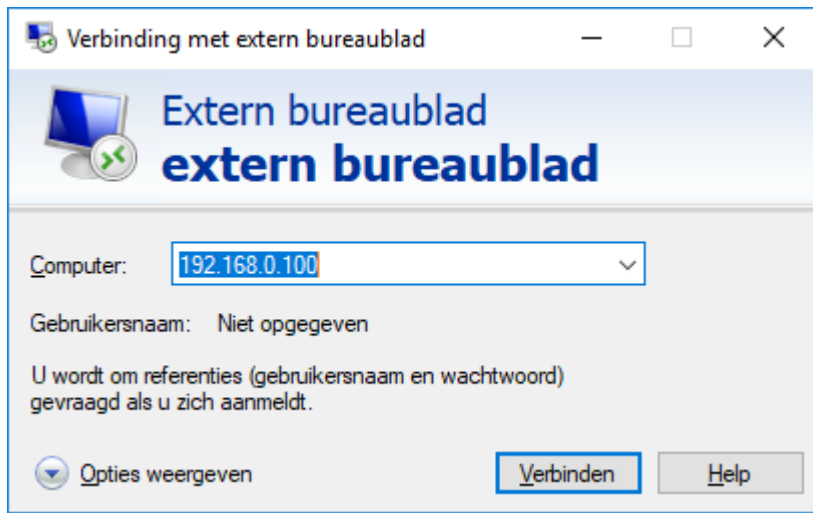 Verbinding met extern bureaublad
Extern bureaublad
extern bureaublad
Computer: 192.168.0.100
Gebruikersnaam: Niet opgegeven
U wordt om referenties (gebruikersnaam en wachtwoord)
gevraagd als u zich aanmeldt.
Opties weergeven Verbinden Help